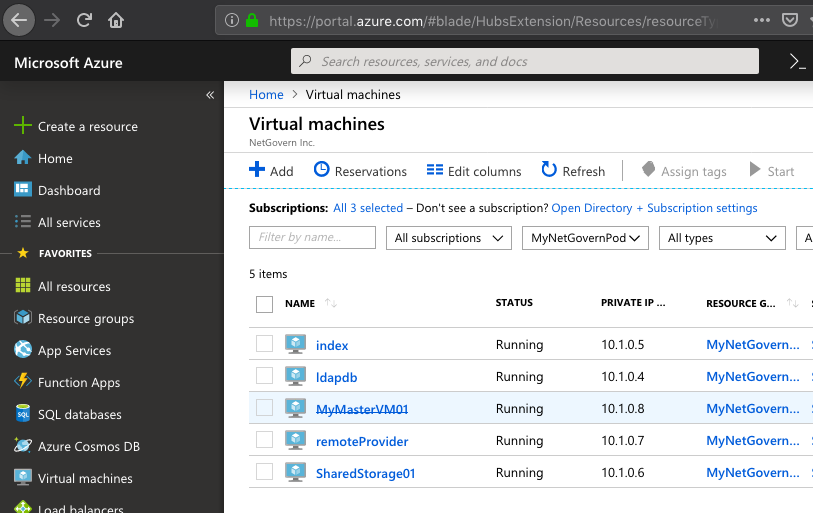 https://portal.azure.com/#blade/HubsExtension/Resources/resourceTy
Microsoft Azure
Search resources, services, and docs
Create a resource
Home
Dashboard
All services
FAVORITES
All resources
Resource groups
App Services
Function Apps
SQL databases
Azure Cosmos DB
Virtual machines
Load balancers
Home > Virtual machines
Virtual machines
NetGovern Inc.
Add Reservations Edit columns Refresh Assign tags Start
Subscriptions: All 3 selected – Don't see a subscription? Open Directory + Subscription settings
Filter by name... All subscriptions MyNetGovernPod All types A
5 items
NAME STATUS PRIVATE IP ... RESOURCE G... S
index Running 10.1.0.5 MyNetGovern...
ldapdb Running 10.1.0.4 MyNetGovern...
MyMasterVM01 Running 10.1.0.8 MyNetGovern...
remoteProvider Running 10.1.0.7 MyNetGovern...
SharedStorage01 Running 10.1.0.6 MyNetGovern...